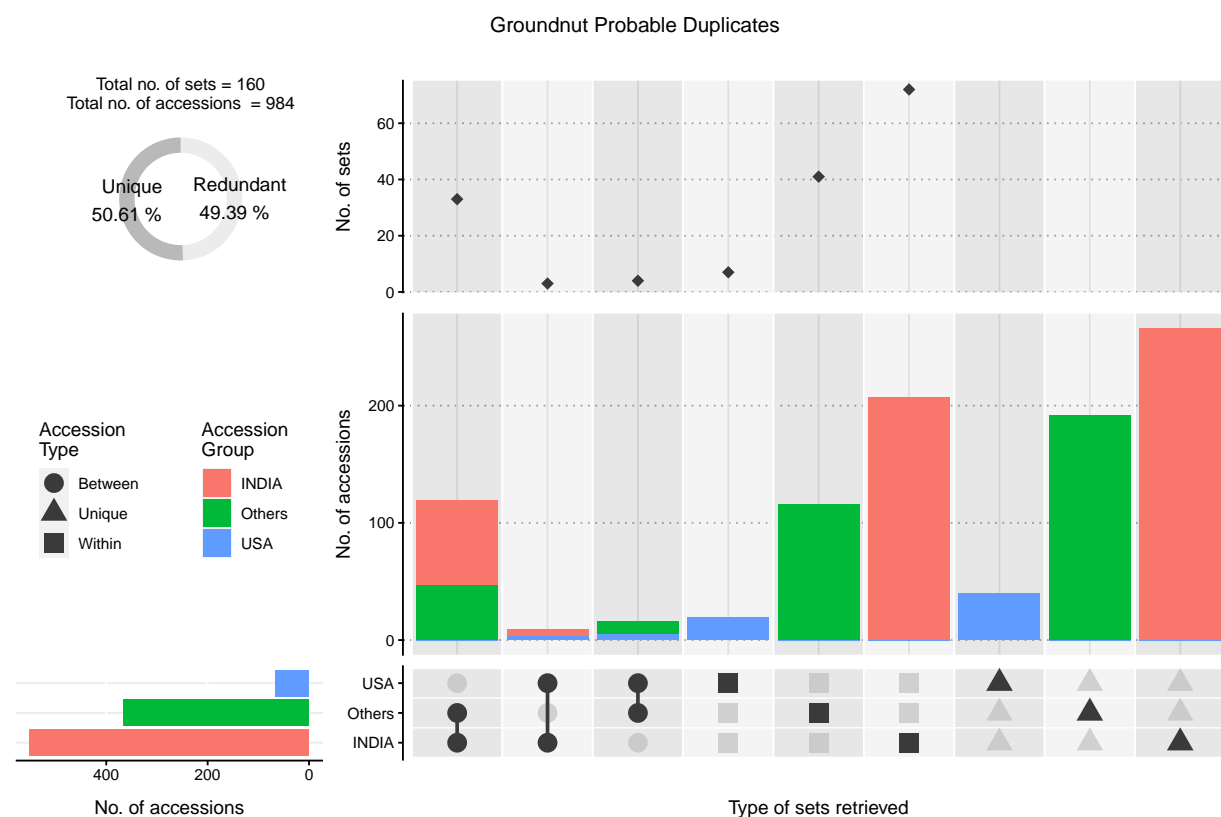 Groundnut Probable Duplicates
Total no. of sets = 160
Total no. of accessions  = 984
Unique
50.61 %
Redundant
49.39 %
No. of sets
60
40
20
0
No. of accessions
200
100
0
Accession
Type
Between
Unique
Within
Accession
Group
INDIA
Others
USA
USA
Others
INDIA
400
200
0
No. of accessions
Type of sets retrieved